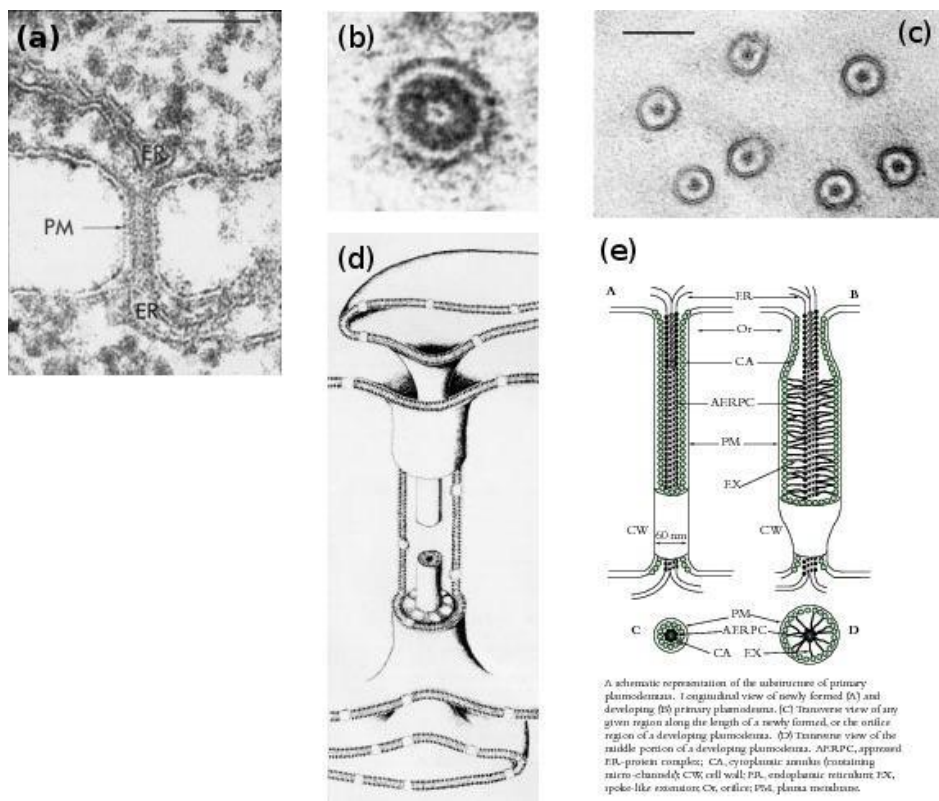 (a)
ER
PM
ER
(b)
(c)
(d)
(e)
A
ER
B
Or
CA
AERPC
PM
EX
CW
60 nm
CW
PM
C
AERPC
D
CA EX
A schematic representation of the substructure of primary
plasmodesmata. Longitudinal view of newly formed (A) and
developing (B) primary plasmodesma. (C) Transverse view of any
given region along the length of a newly formed, or the orifice
region of a developing plasmodesma. (D) Transverse view of the
middle portion of a developing plasmodesma. AERPC, appressed
ER-protein complex; CA, cytoplasmic annulus (containing
micro-channels); CW, cell wall; ER, endoplasmic reticulum; EX,
spoke-like extension; Or, orifice; PM, plasma membrane.